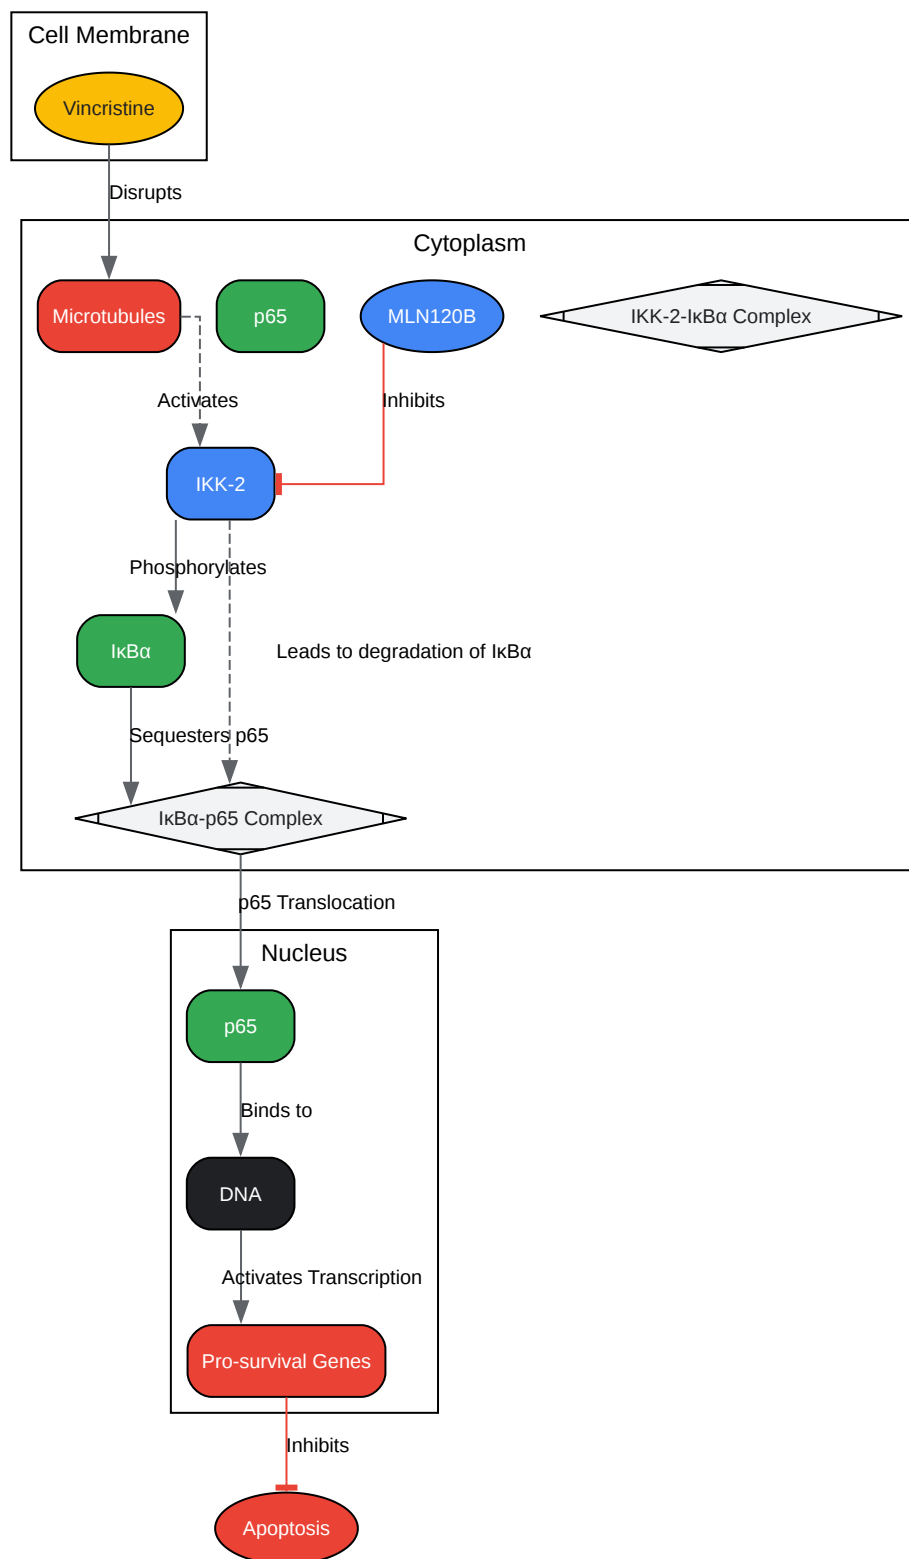 Cell Membrane
Vincristine
Disrupts
Cytoplasm
Microtubules
p65
MLN120B
IKK-2-IκBα Complex
Activates
Inhibits
IKK-2
Phosphorylates
IκBα
Leads to degradation of IκBα
Sequesters p65
IκBα-p65 Complex
p65 Translocation
Nucleus
p65
Binds to
DNA
Activates Transcription
Pro-survival Genes
Inhibits
Apoptosis